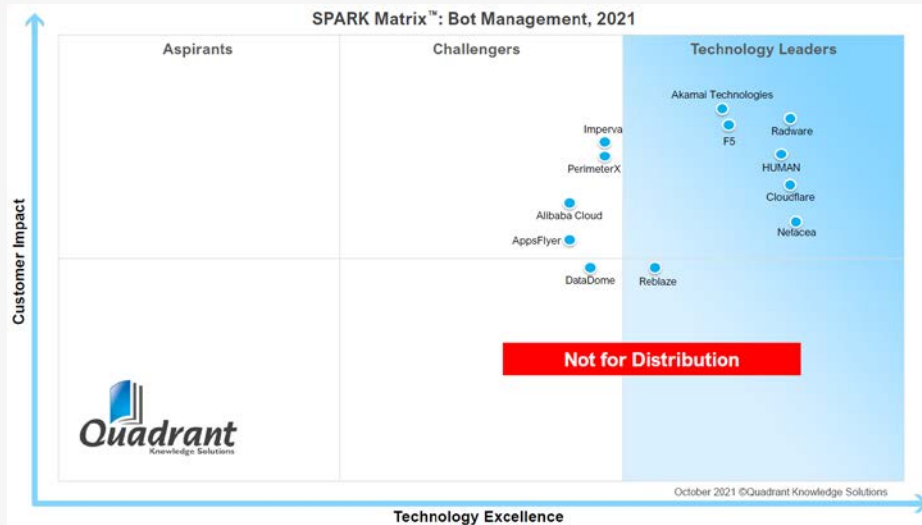 SPARK Matrix™: Bot Management, 2021
Aspirants
Challengers
Technology Leaders
Akamai Technologies
F5
Radware
Imperva
PerimeterX
HUMAN
Cloudflare
Alibaba Cloud
Netacea
AppsFlyer
DataDome
Reblaze
Customer Impact
Not for Distribution
Quadrant
Knowledge Solutions
October 2021 ©Quadrant Knowledge Solutions
Technology Excellence